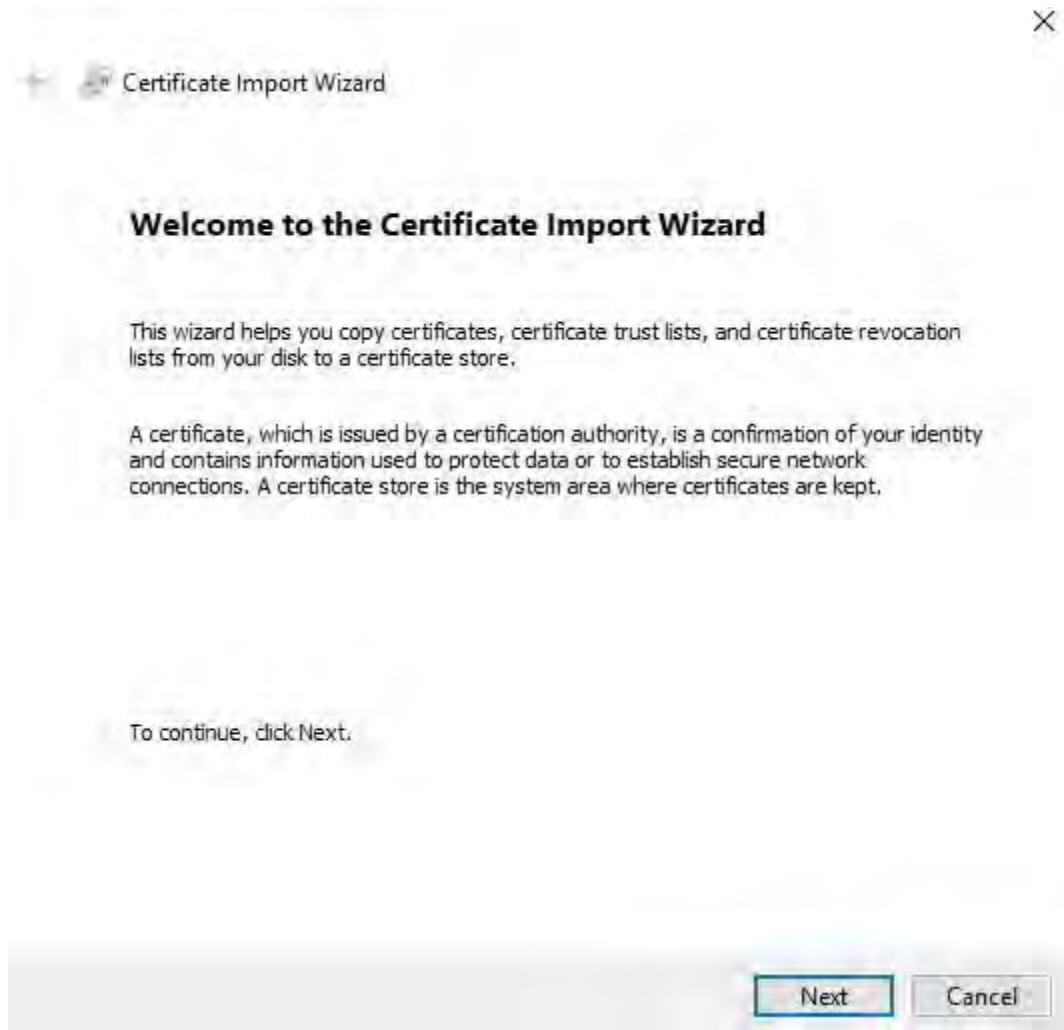 Certificate Import Wizard
Welcome to the Certificate Import Wizard
This wizard helps you copy certificates, certificate trust lists, and certificate revocation
lists from your disk to a certificate store.
A certificate, which is issued by a certification authority, is a confirmation of your identity
and contains information used to protect data or to establish secure network
connections. A certificate store is the system area where certificates are kept.
To continue, click Next.
Next Cancel